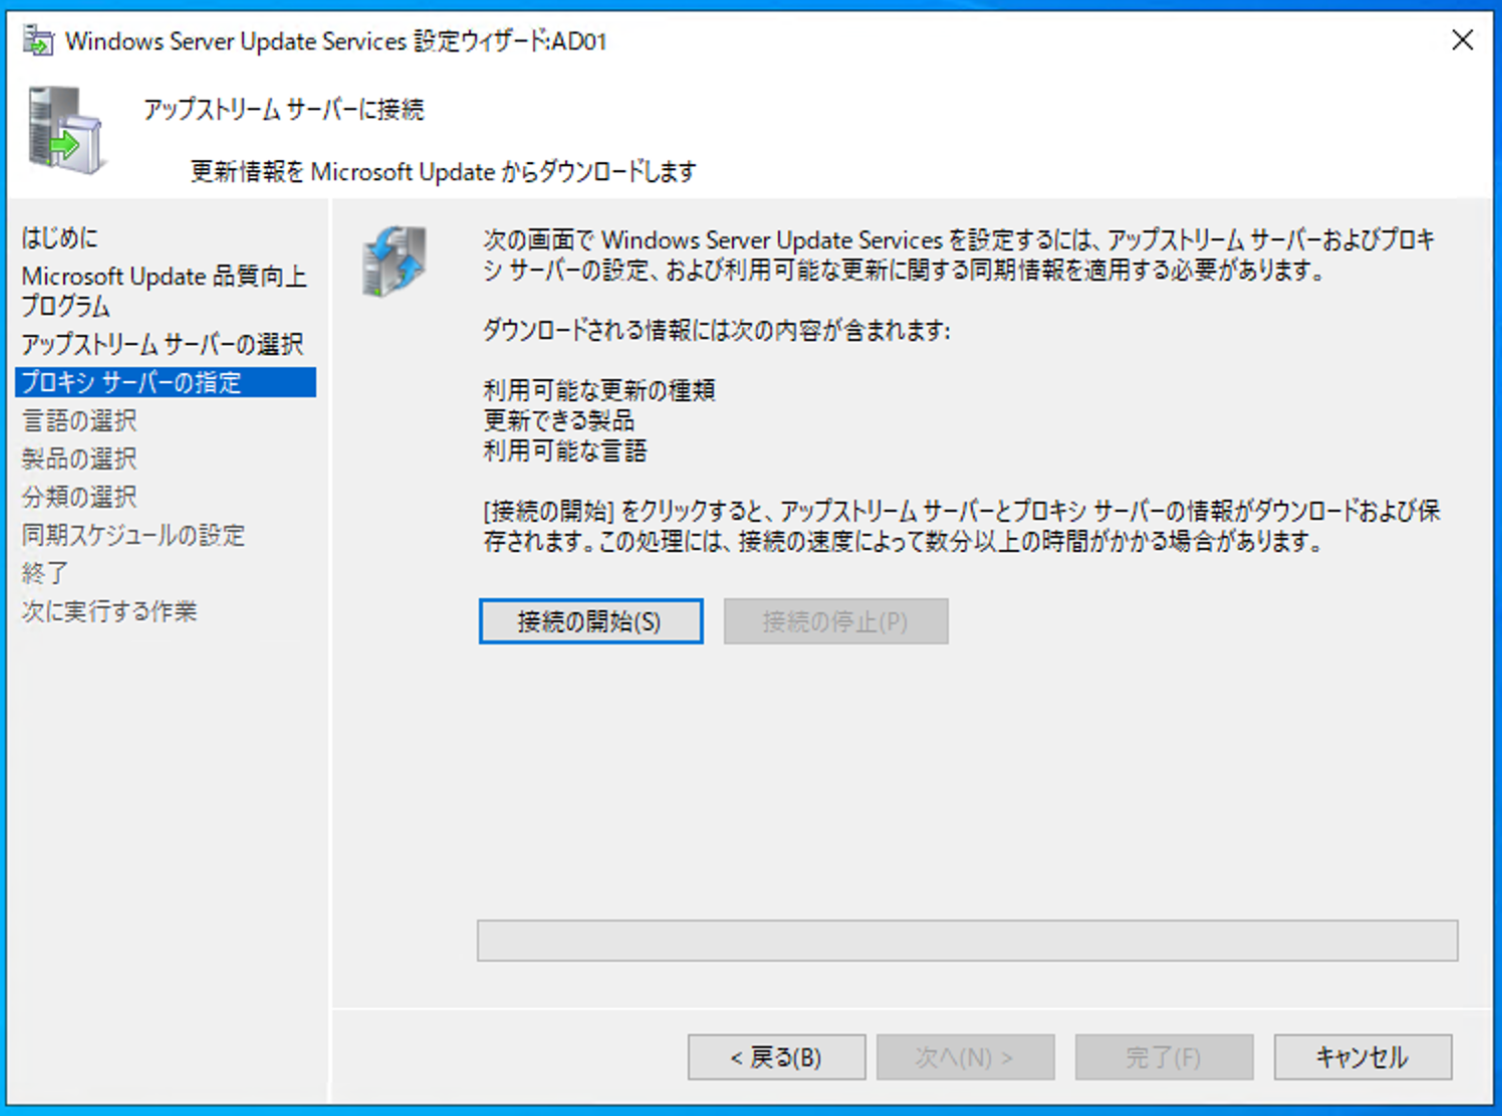 Windows Server Update Services 設定ウィザード:AD01
アップストリーム サーバーに接続
更新情報を Microsoft Update からダウンロードします
はじめに
Microsoft Update 品質向上
プログラム
アップストリーム サーバーの選択
プロキシ サーバーの指定
言語の選択
製品の選択
分類の選択
同期スケジュールの設定
終了
次に実行する作業
次の画面で Windows Server Update Services を設定するには、アップストリーム サーバーおよびプロキ
シ サーバーの設定、および利用可能な更新に関する同期情報を適用する必要があります。
ダウンロードされる情報には次の内容が含まれます:
利用可能な更新の種類
更新できる製品
利用可能な言語
[接続の開始] をクリックすると、アップストリーム サーバーとプロキシ サーバーの情報がダウンロードおよび保
存されます。この処理には、接続の速度によって数分以上の時間がかかる場合があります。
接続の開始(S)
接続の停止(P)
< 戻る(B)
次へ(N) >
完了(F)
キャンセル